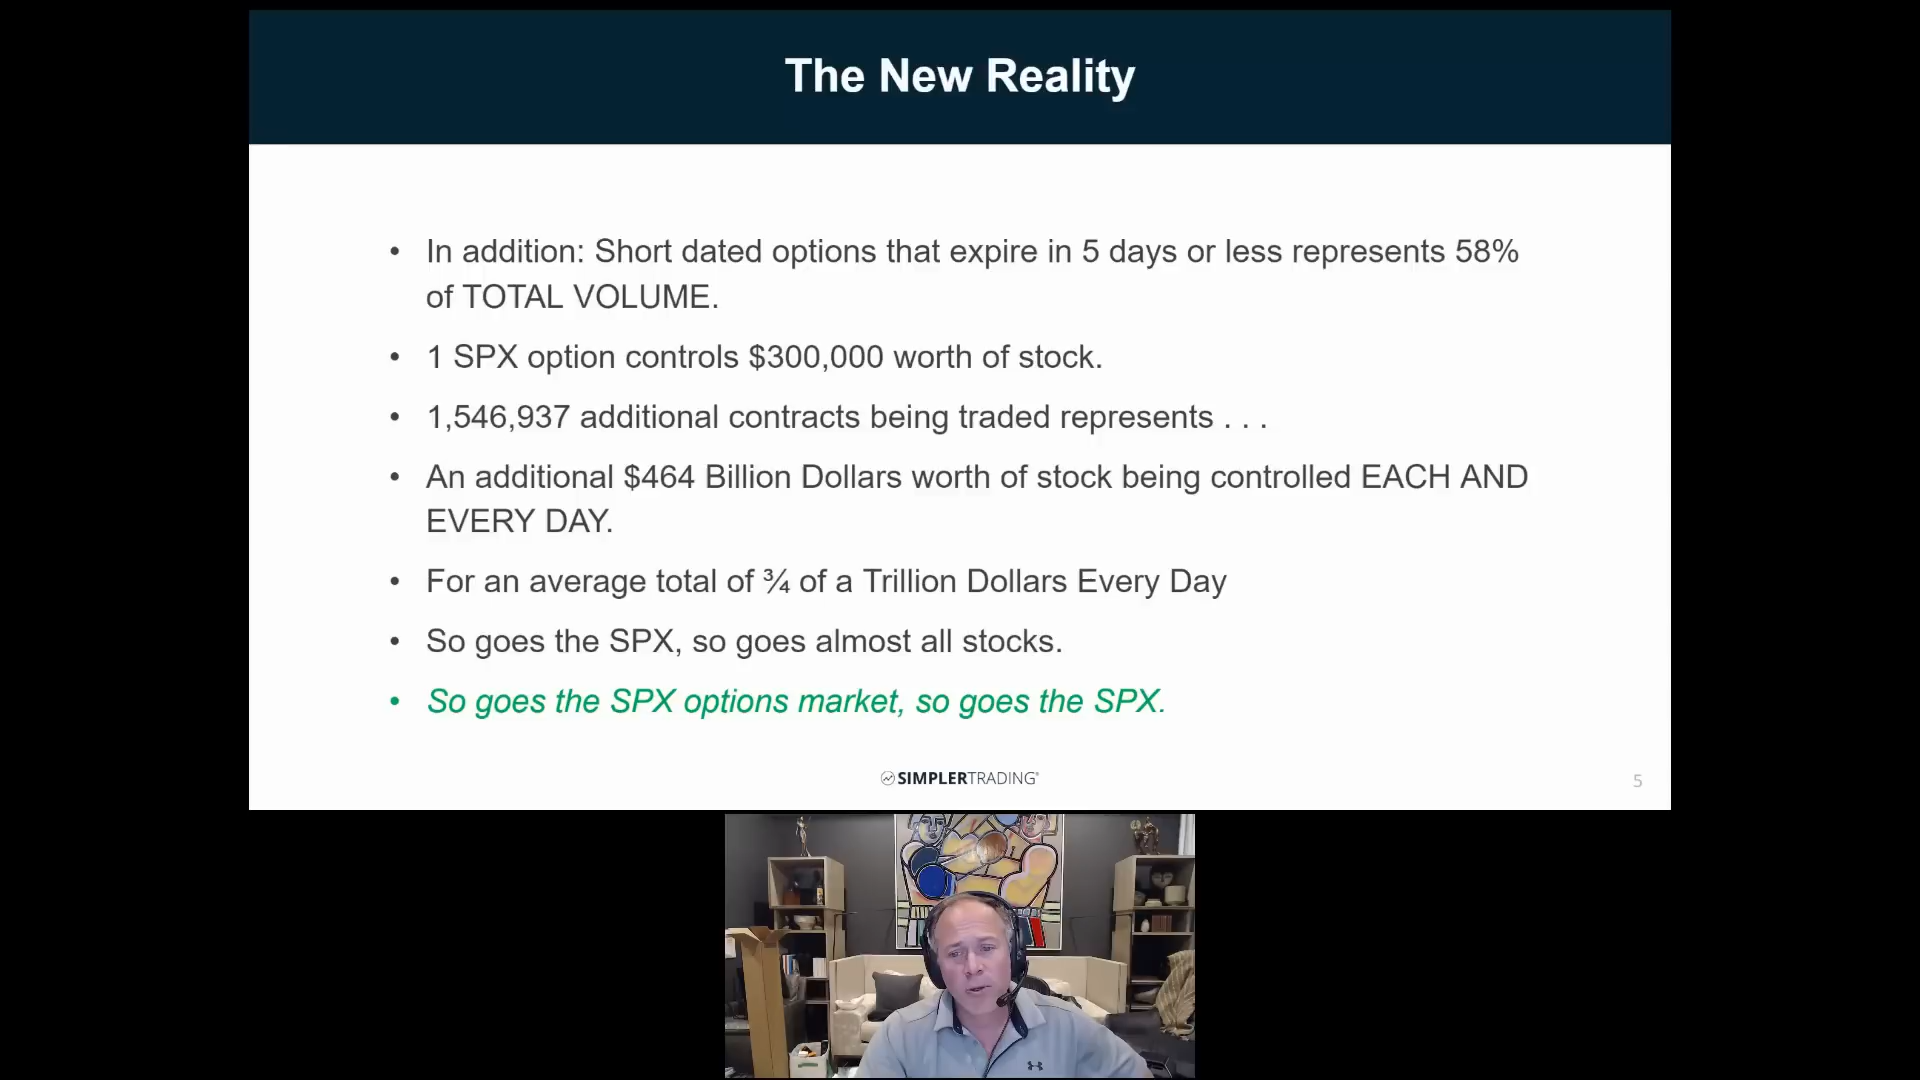 The New Reality
• In addition: Short dated options that expire in 5 days or less represents 58%
of TOTAL VOLUME.
• 1 SPX option controls $300,000 worth of stock.
• 1,546,937 additional contracts being traded represents . . .
• An additional $464 Billion Dollars worth of stock being controlled EACH AND
EVERY DAY.
• For an average total of ¾ of a Trillion Dollars Every Day
• So goes the SPX, so goes almost all stocks.
• So goes the SPX options market, so goes the SPX.
SIMPLERTRADING®
5